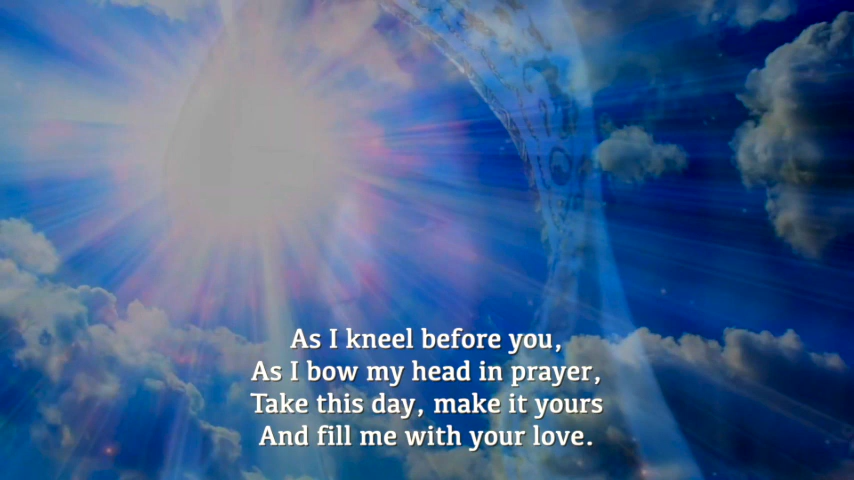 As I kneel before you,
As I bow my head in prayer,
Take this day, make it yours
And fill me with your love.